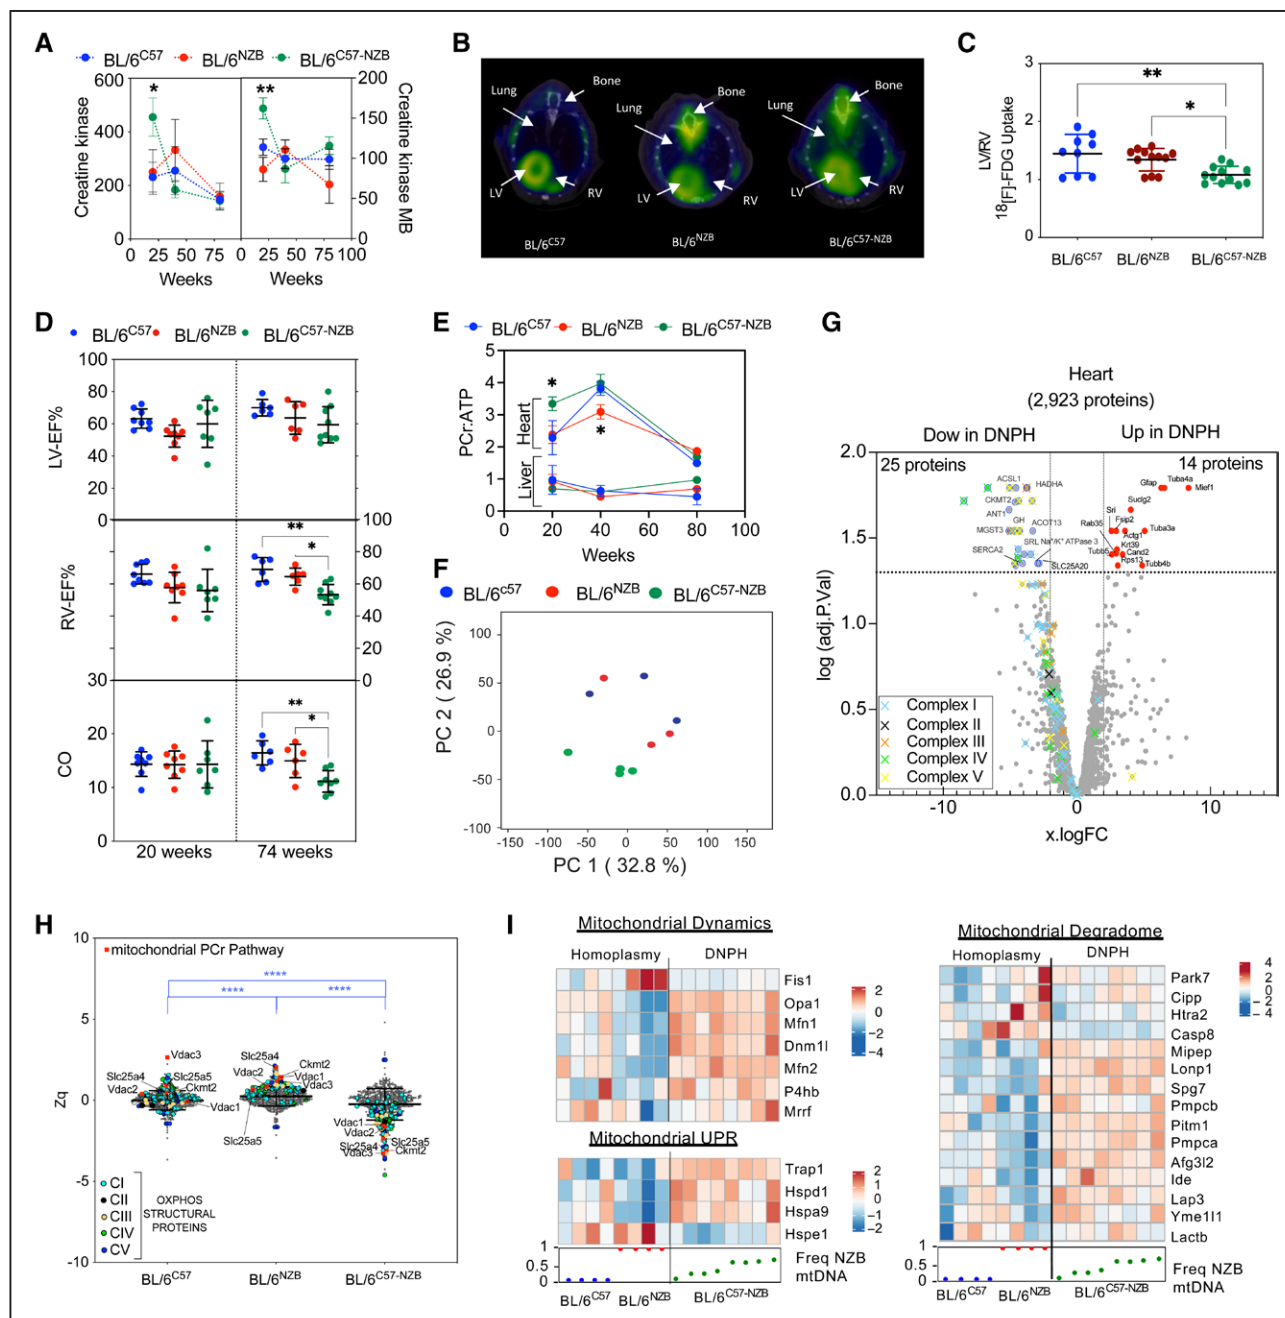 A
BL/6C57 BL/6NZB BL/6C57-NZB
600
400
200
0
Creatine kinase
200
150
100
50
0
Creatine kinase MB
*
**
0 25 50 75
0 25 50 75 100
Weeks
Weeks
B
Lung
Bone
LV
RV
BL/6C57
Lung
Bone
LV
RV
BL/6NZB
Lung
Bone
LV
RV
BL/6C57-NZB
C
3
2
1
0
LV/RV
18[F]-FDG Uptake
**
*
BL/6C57 BL/6NZB BL/6C57-NZB
D
BL/6C57 BL/6NZB BL/6C57-NZB
100
80
60
40
20
0
LV-EF%
RV-EF%
100
80
60
40
20
0
**
*
30
20
10
0
CO
**
*
20 weeks 74 weeks
E
BL/6C57 BL/6NZB BL/6C57-NZB
5
4
3
2
1
0
PCr:ATP
Heart
Liver
*
*
0 20 40 60 80 100
Weeks
F
BL/6c57 BL/6NZB BL/6C57-NZB
100
50
0
-50
-100
PC 2 ( 26.9 %)
-150 -100 -50 0 50 100 150
PC 1 ( 32.8 %)
G
Heart
(2,923 proteins)
Dow in DNPH Up in DNPH
25 proteins 14 proteins
2.0
1.5
1.0
0.5
0.0
log (adj.P.Val)
ACSL1
HADHA
CKMT2
ANT1
GH
MGST3
ACOT13
SRL Na+/K+ ATPase 3
SERCA2
SLC25A20
Gfap
Tuba4a
Mief1
Suclg2
Sri
Fsip2
Rab35
Actg1
Tuba3a
Krt39
Tubb5
Cand2
Rps13
Tubb4b
Complex I
Complex II
Complex III
Complex IV
Complex V
-10 0 10
x.logFC
H
mitochondrial PCr Pathway
10
5
0
-5
-10
Zq
****
**** ****
Vdac3
Slc25a4
Slc25a5
Vdac2
Ckmt2
Vdac1
Slc25a4
Ckmt2
Vdac2
Vdac1
Vdac3
Slc25a5
Vdac1
Vdac2
Slc25a4
Slc25a5
Vdac3
Ckmt2
CI
CII
CIII
CIV
CV
OXPHOS
STRUCTURAL
PROTEINS
BL/6C57 BL/6NZB BL/6C57-NZB
I
Mitochondrial Dynamics
Homoplasmy DNPH
Fis1
Opa1
Mfn1
Dnm1l
Mfn2
P4hb
Mrrf
2
0
-2
-4
Mitochondrial UPR
Trap1
Hspd1
Hspa9
Hspe1
2
1
0
-1
-2
1
0.5
0
Freq NZB
mtDNA
BL/6C57 BL/6NZB BL/6C57-NZB
Mitochondrial Degradome
Homoplasmy DNPH
Park7
Cipp
Htra2
Casp8
Mipep
Lonp1
Spg7
Pmpcb
Pitm1
Pmpca
Afg3l2
Ide
Lap3
Yme1l1
Lactb
4
2
0
-2
-4
1
0.5
0
Freq NZB
mtDNA
BL/6C57 BL/6NZB BL/6C57-NZB